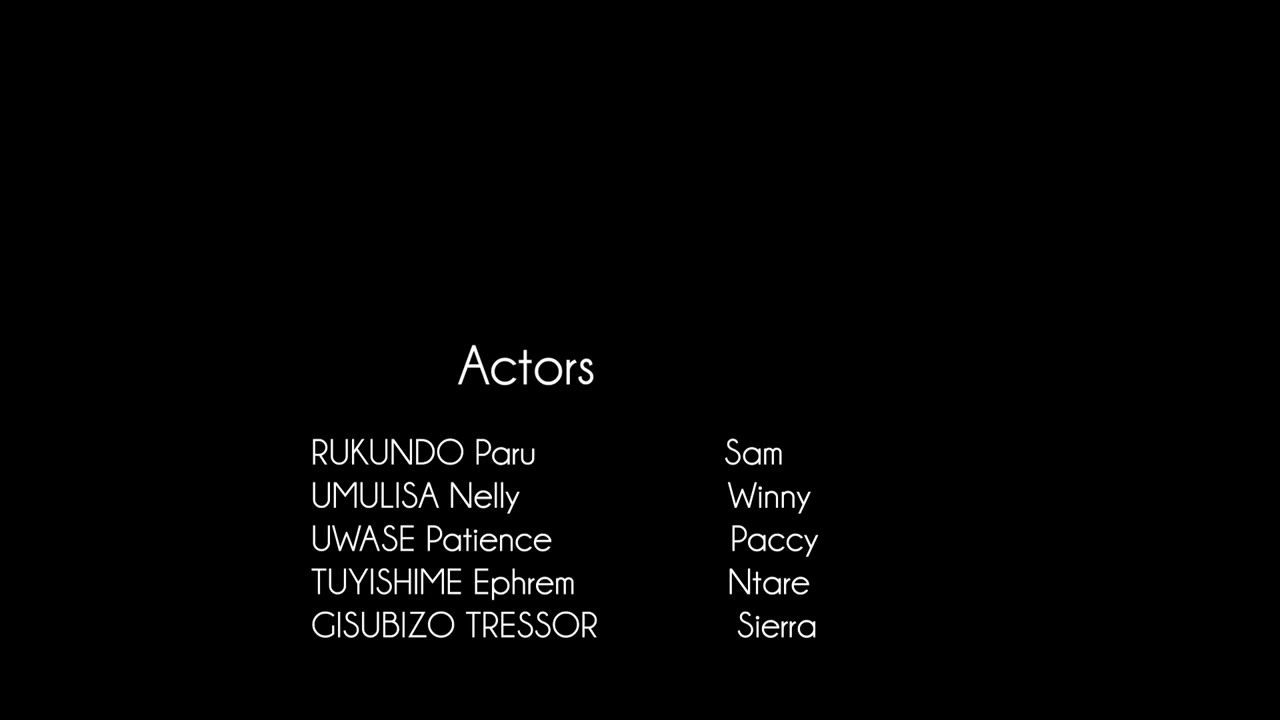 Actors
RUKUNDO Paru Sam
UMULISA Nelly Winny
UWASE Patience Paccy
TUYISHIME Ephrem Ntare
GISUBIZO TRESSOR Sierra